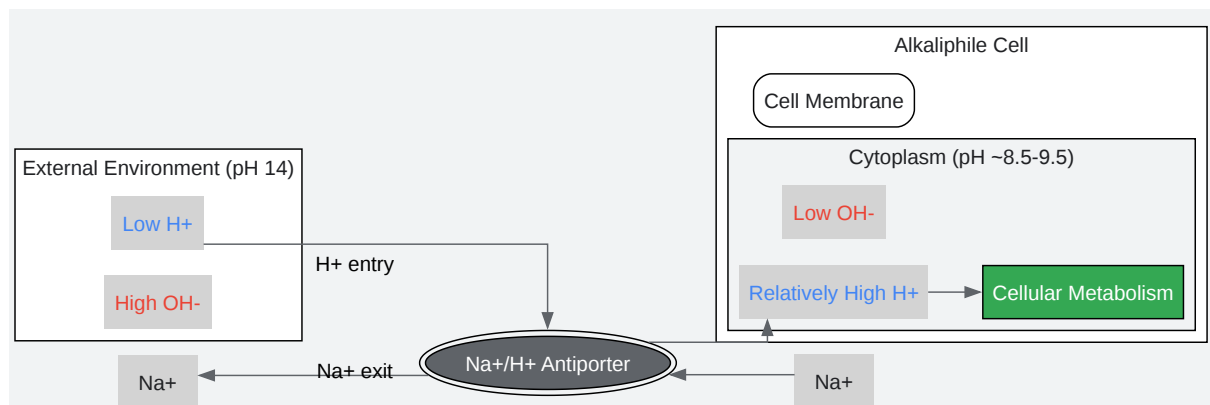 Alkaliphile Cell
Cell Membrane
Cytoplasm (pH ~8.5-9.5)
External Environment (pH 14)
Low H+
Low OH-
H+ entry
High OH-
Relatively High H+
Cellular Metabolism
Na+
Na+ exit
Na+/H+ Antiporter
Na+